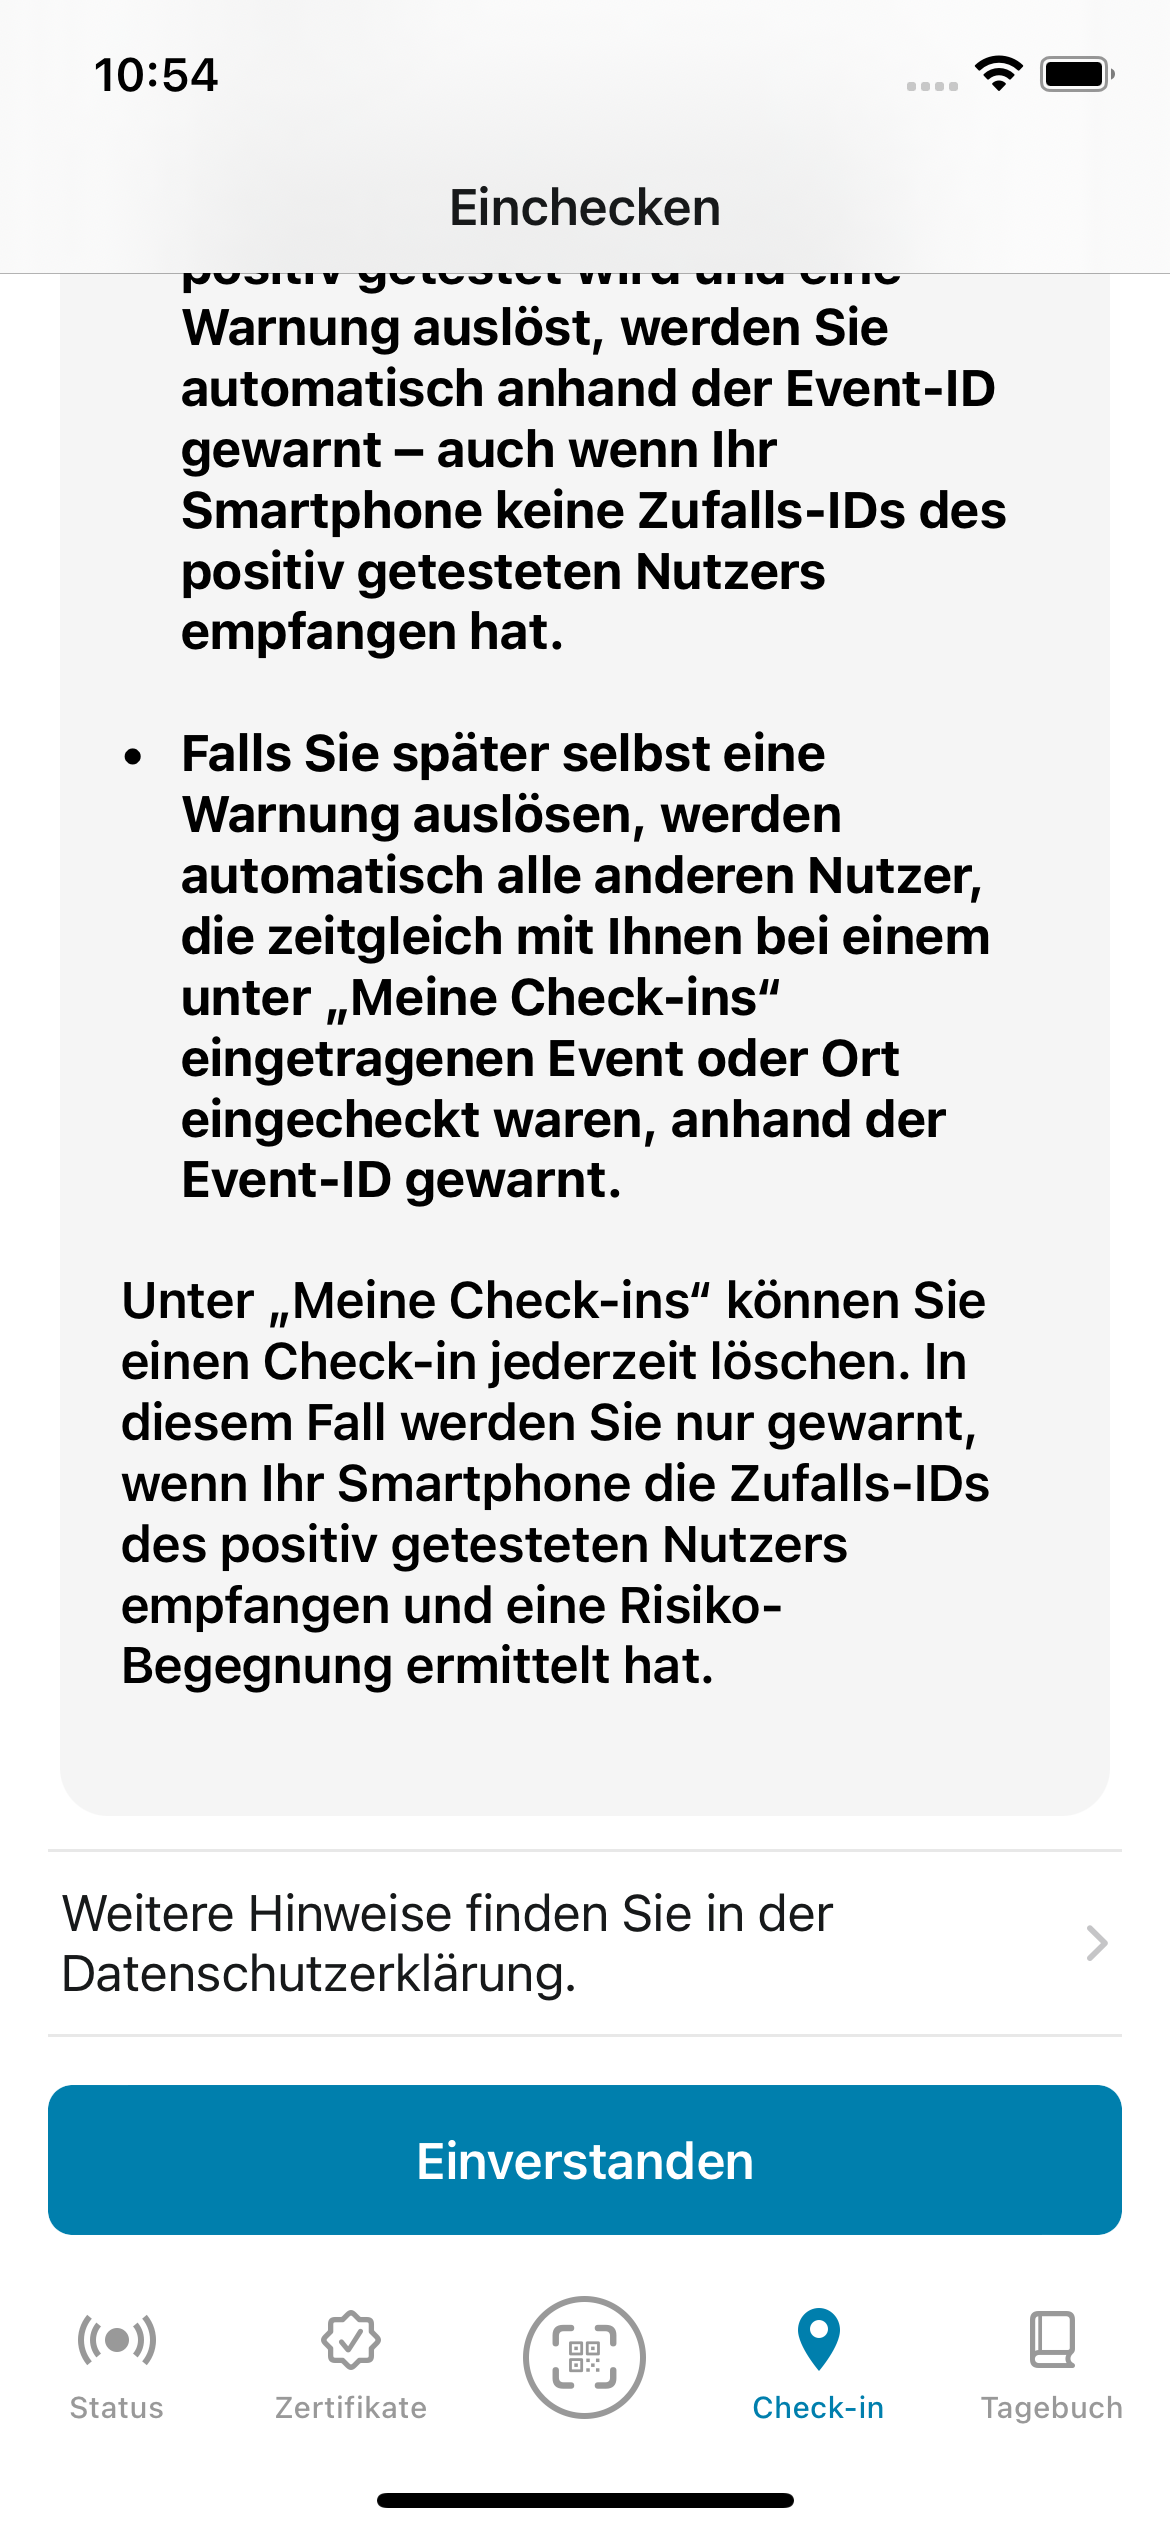 10:54
Einchecken
positiv getestet wird und eine
Warnung auslöst, werden Sie
automatisch anhand der Event-ID
gewarnt – auch wenn Ihr
Smartphone keine Zufalls-IDs des
positiv getesteten Nutzers
empfangen hat.
• Falls Sie später selbst eine
Warnung auslösen, werden
automatisch alle anderen Nutzer,
die zeitgleich mit Ihnen bei einem
unter „Meine Check-ins“
eingetragenen Event oder Ort
eingecheckt waren, anhand der
Event-ID gewarnt.
Unter „Meine Check-ins“ können Sie
einen Check-in jederzeit löschen. In
diesem Fall werden Sie nur gewarnt,
wenn Ihr Smartphone die Zufalls-IDs
des positiv getesteten Nutzers
empfangen und eine Risiko-
Begegnung ermittelt hat.
Weitere Hinweise finden Sie in der
Datenschutzerklärung.
Einverstanden
Status
Zertifikate
Check-in
Tagebuch